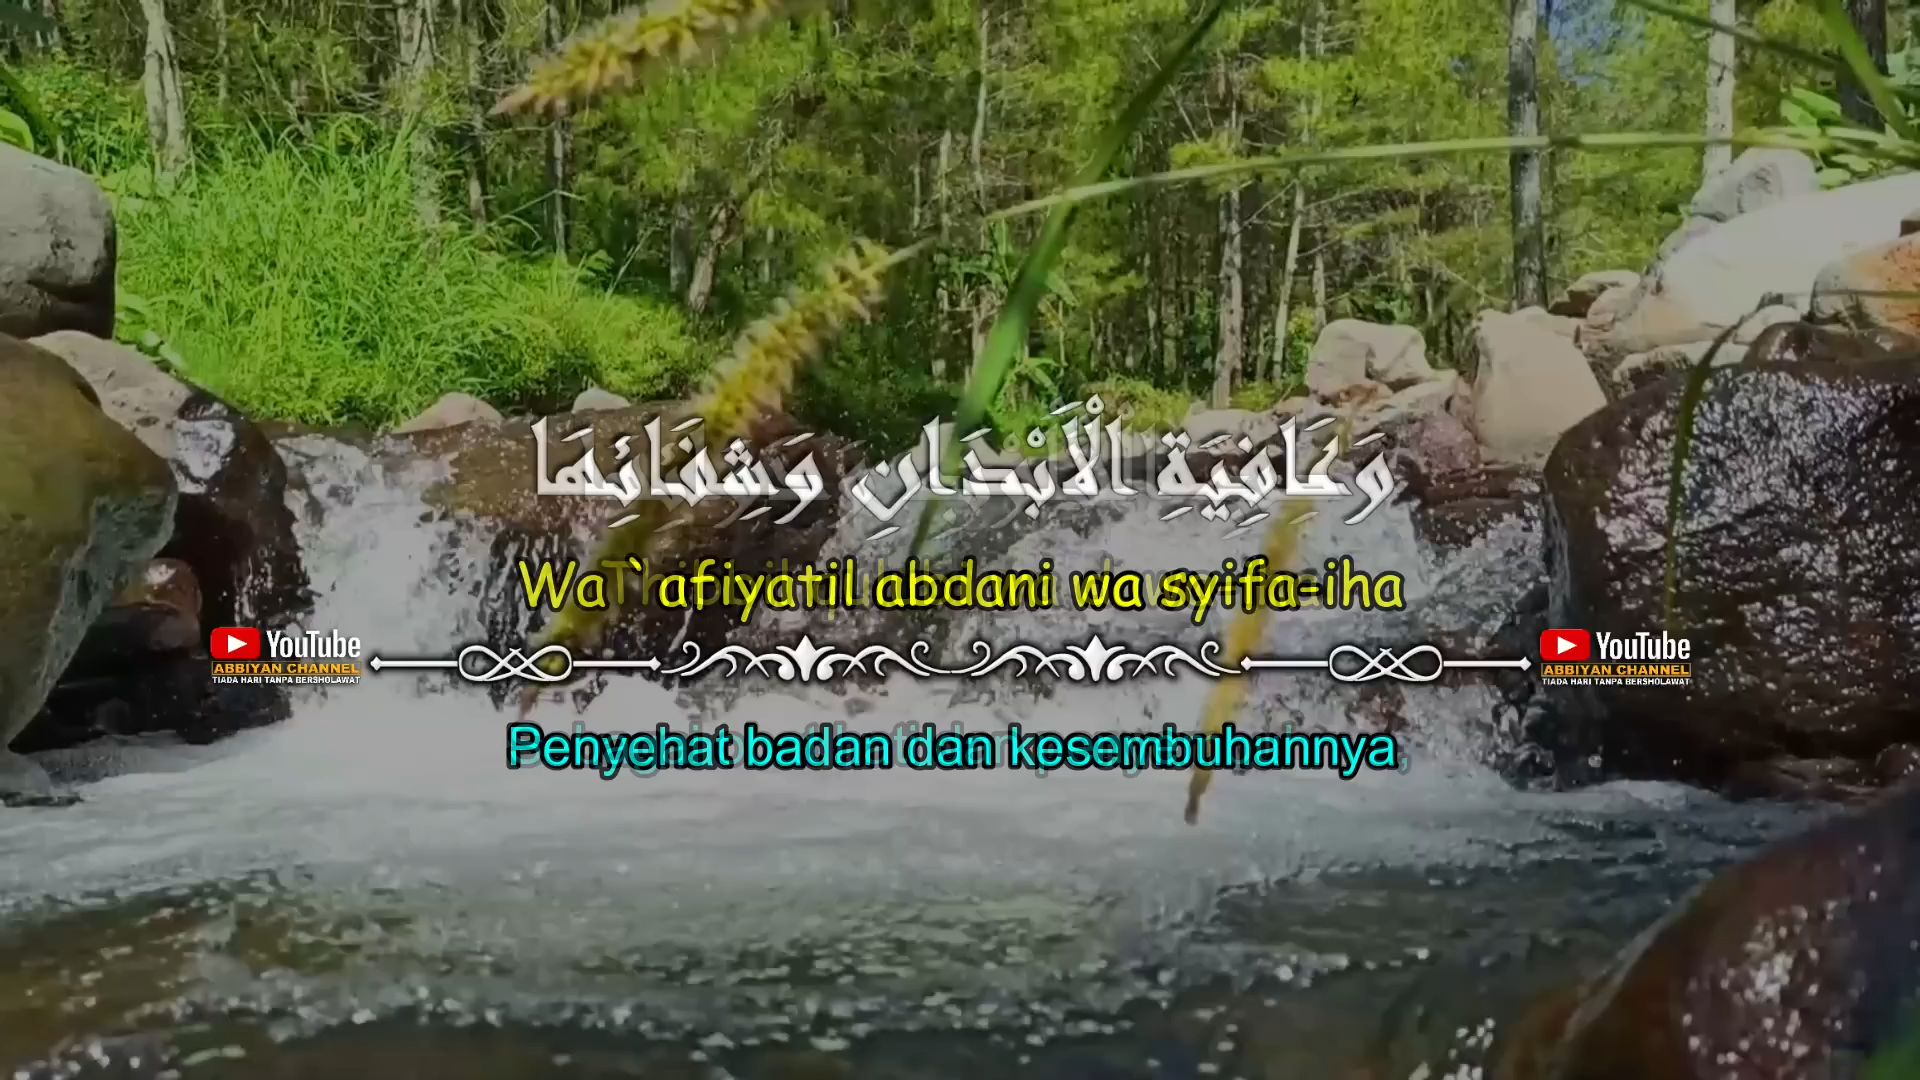 وَعَافِيَةِ الْاَبْدَانِ وَشِفَائِهَا
Wa`afiyatil abdani wa syifa-iha
YouTube
ABBIYAN CHANNEL
TIADA HARI TANPA BERSHOLAWAT
YouTube
ABBIYAN CHANNEL
TIADA HARI TANPA BERSHOLAWAT
Penyehat badan dan kesembuhannya,